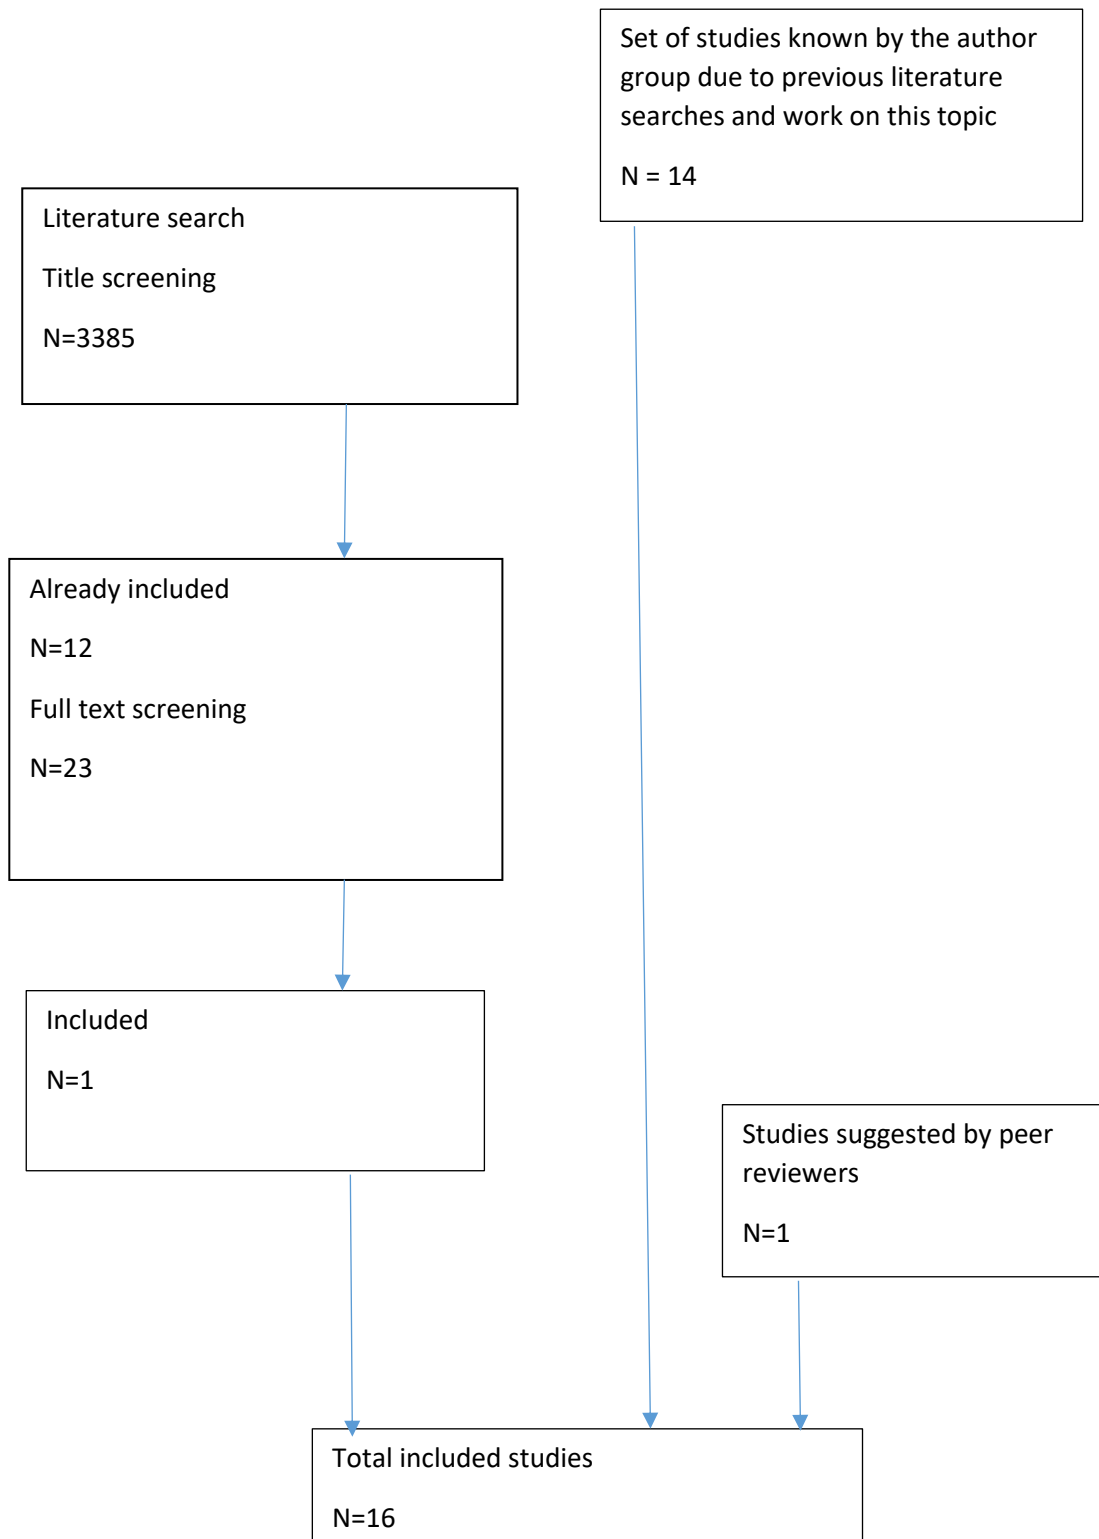 Set of studies known by the author
group due to previous literature
searches and work on this topic
N = 14
Literature search
Title screening
N=3385
Already included
N=12
Full text screening
N=23
Included
N=1
Studies suggested by peer
reviewers
N=1
Total included studies
N=16